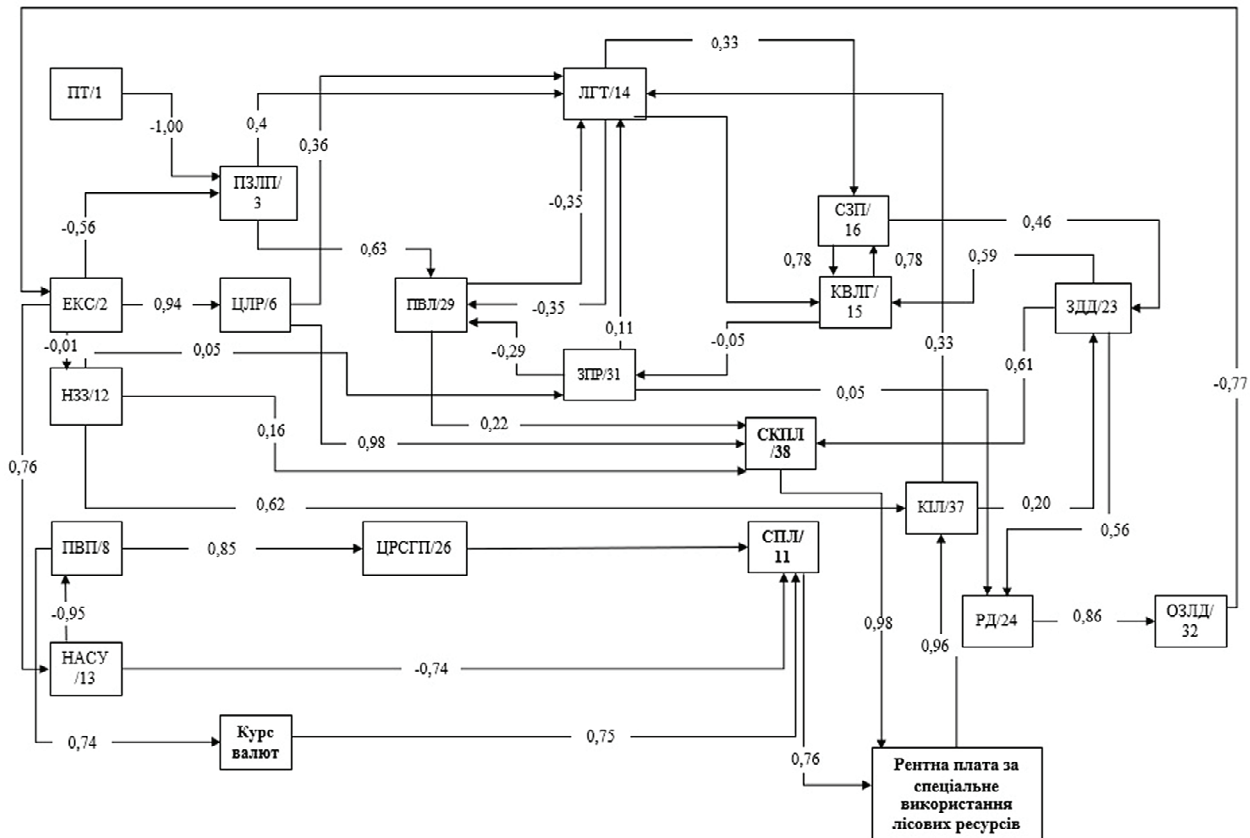 0,33
ПТ/1
ЛГТ/14
-1,00
0,4
0,36
ПЗЛП/
3
-0,35
СЗП/
16
-0,56
0,46
0,63
0,78
0,78
0,59
ЕКС/2
0,94
ЦЛР/6
ПВЛ/29
-0,35
КВЛГ/
15
ЗДД/23
-0,01
0,05
-0,29
0,11
-0,05
0,33
0,61
НЗЗ/12
ЗПР/31
0,05
-0,77
0,16
0,98
0,22
СКПЛ
/38
0,76
0,62
КІЛ/37
0,20
0,56
ПВП/8
0,85
ЦРСГП/26
СПЛ/
11
-0,95
0,98
0,96
РД/24
0,86
ОЗЛД/
32
НАСУ
/13
-0,74
0,74
Курс
валют
0,75
0,76
Рентна плата за
спеціальне
використання
лісових ресурсів